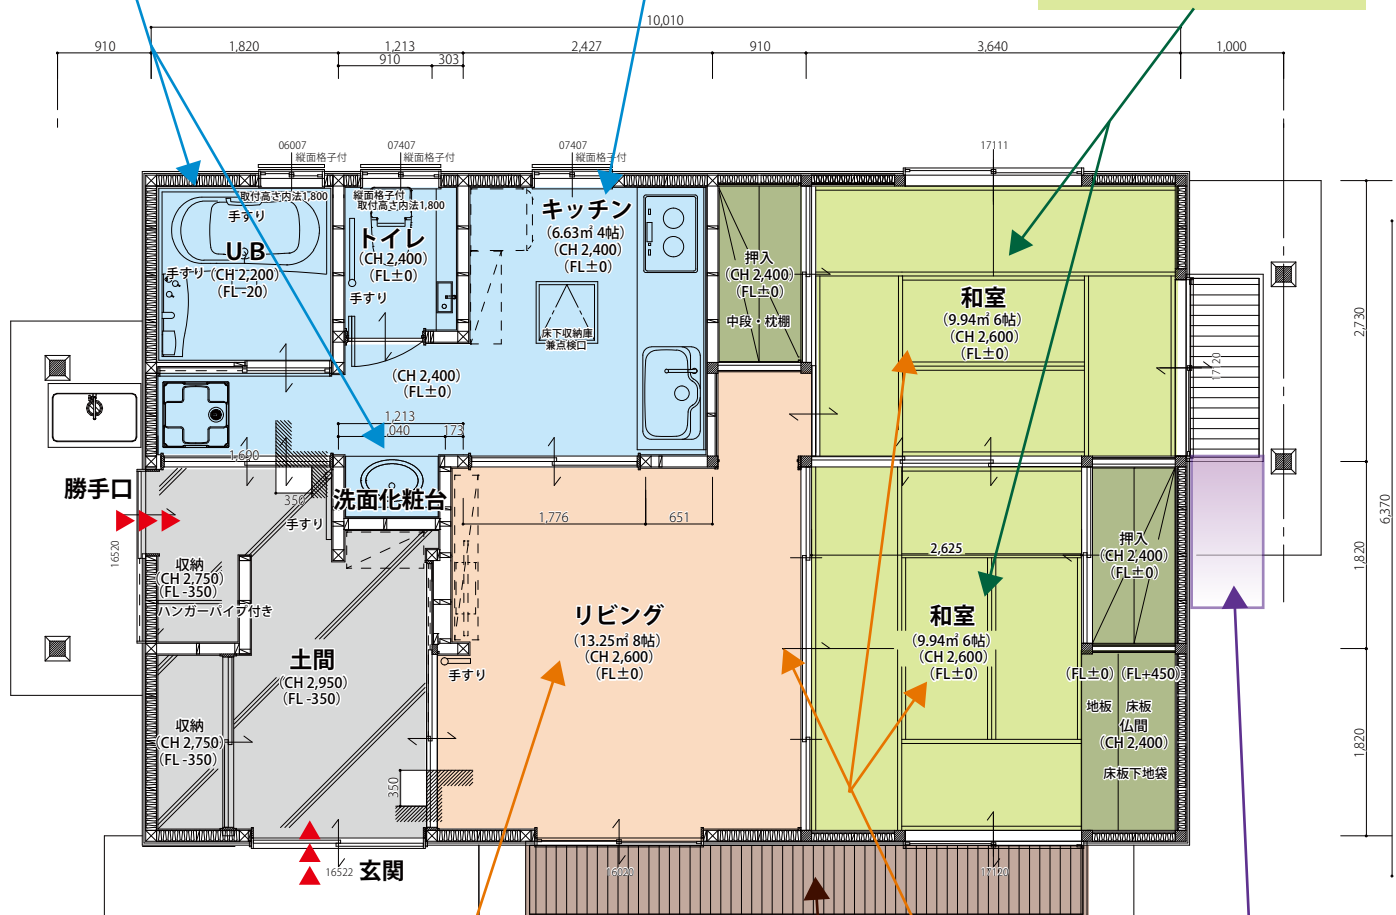 10,010
910
1,820
1,213
2,427
910
3,640
1,000
910
303
06007
縦面格子付
07407
縦面格子付
07407
縦面格子付
17111
取付高さ内法1,800
手すり
U.B
手すり
(CH 2,200)
(FL -20)
縦面格子付
取付高さ内法1,800
トイレ
(CH 2,400)
(FL±0)
手すり
キッチン
(6.63㎡ 4帖)
(CH 2,400)
(FL±0)
床下収納庫
兼点検口
押入
(CH 2,400)
(FL±0)
中段・枕棚
和室
(9.94㎡ 6帖)
(CH 2,600)
(FL±0)
17120
2,730
(CH 2,400)
(FL±0)
1,213
1,040
173
1,690
350
洗面化粧台
手すり
勝手口
16520
収納
(CH 2,750)
(FL -350)
ハンガーパイプ付き
1,776
651
2,625
押入
(CH 2,400)
(FL±0)
1,820
6,370
リビング
(13.25㎡ 8帖)
(CH 2,600)
(FL±0)
和室
(9.94㎡ 6帖)
(CH 2,600)
(FL±0)
土間
(CH 2,950)
(FL -350)
手すり
(FL±0)
(FL+450)
地板
床板
仏間
(CH 2,400)
床板下地袋
収納
(CH 2,750)
(FL -350)
1,820
350
16522
玄関
16020
17120